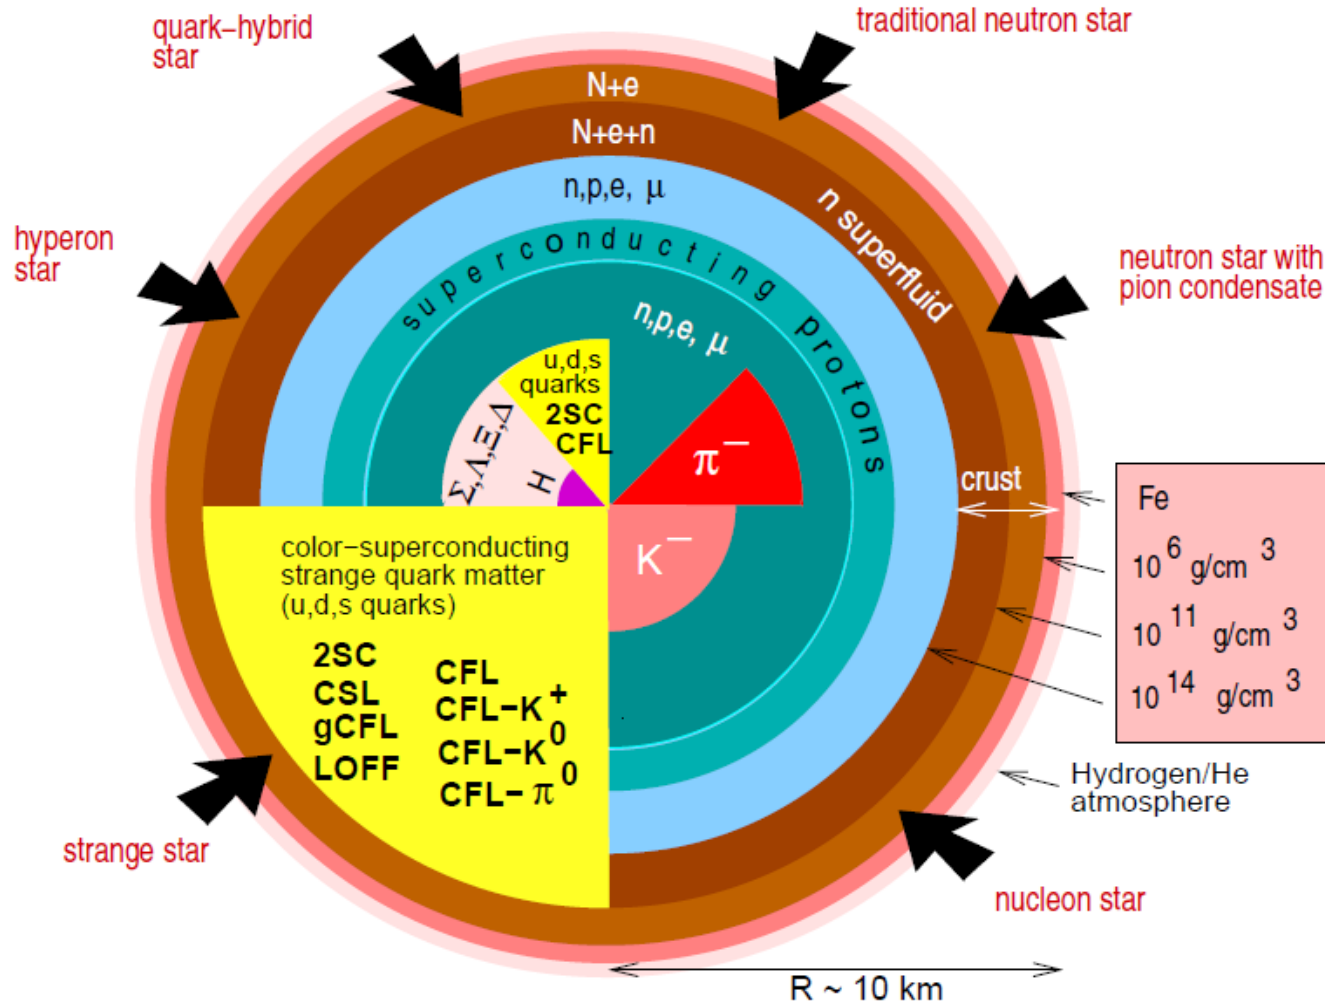 quark–hybrid
star
traditional neutron star
N+e
N+e+n
n,p,e, μ
n superfluid
hyperon
star
neutron star with
pion condensate
superconducting protons
n,p,e, μ
u,d,s
quarks
2SC
CFL
Σ,Λ,Ξ,Δ
H
π⁻
K⁻
crust
Fe
10⁶ g/cm³
10¹¹ g/cm³
10¹⁴ g/cm³
Hydrogen/He
atmosphere
color–superconducting
strange quark matter
(u,d,s quarks)
2SC
CSL
gCFL
LOFF
CFL
CFL–K⁺
CFL–K⁰
CFL–π⁰
strange star
nucleon star
R ~ 10 km